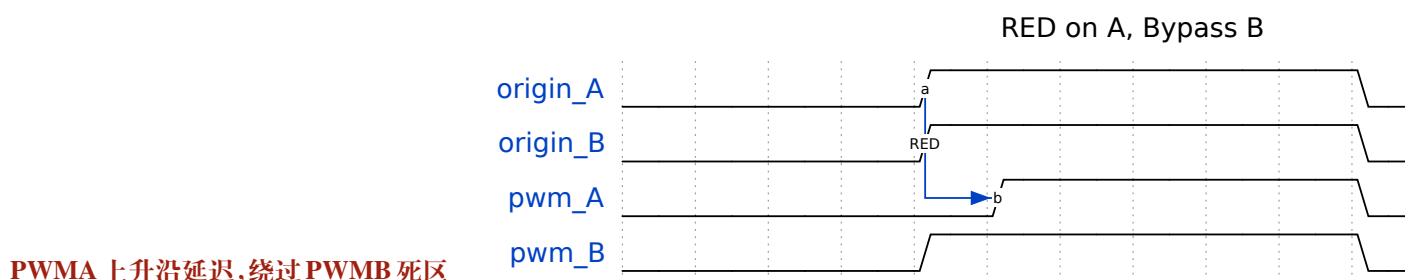 RED on A, Bypass B
origin_A
a
origin_B
RED
pwm_A
b
pwm_B
PWMA 上升沿延迟,绕过 PWMB 死区